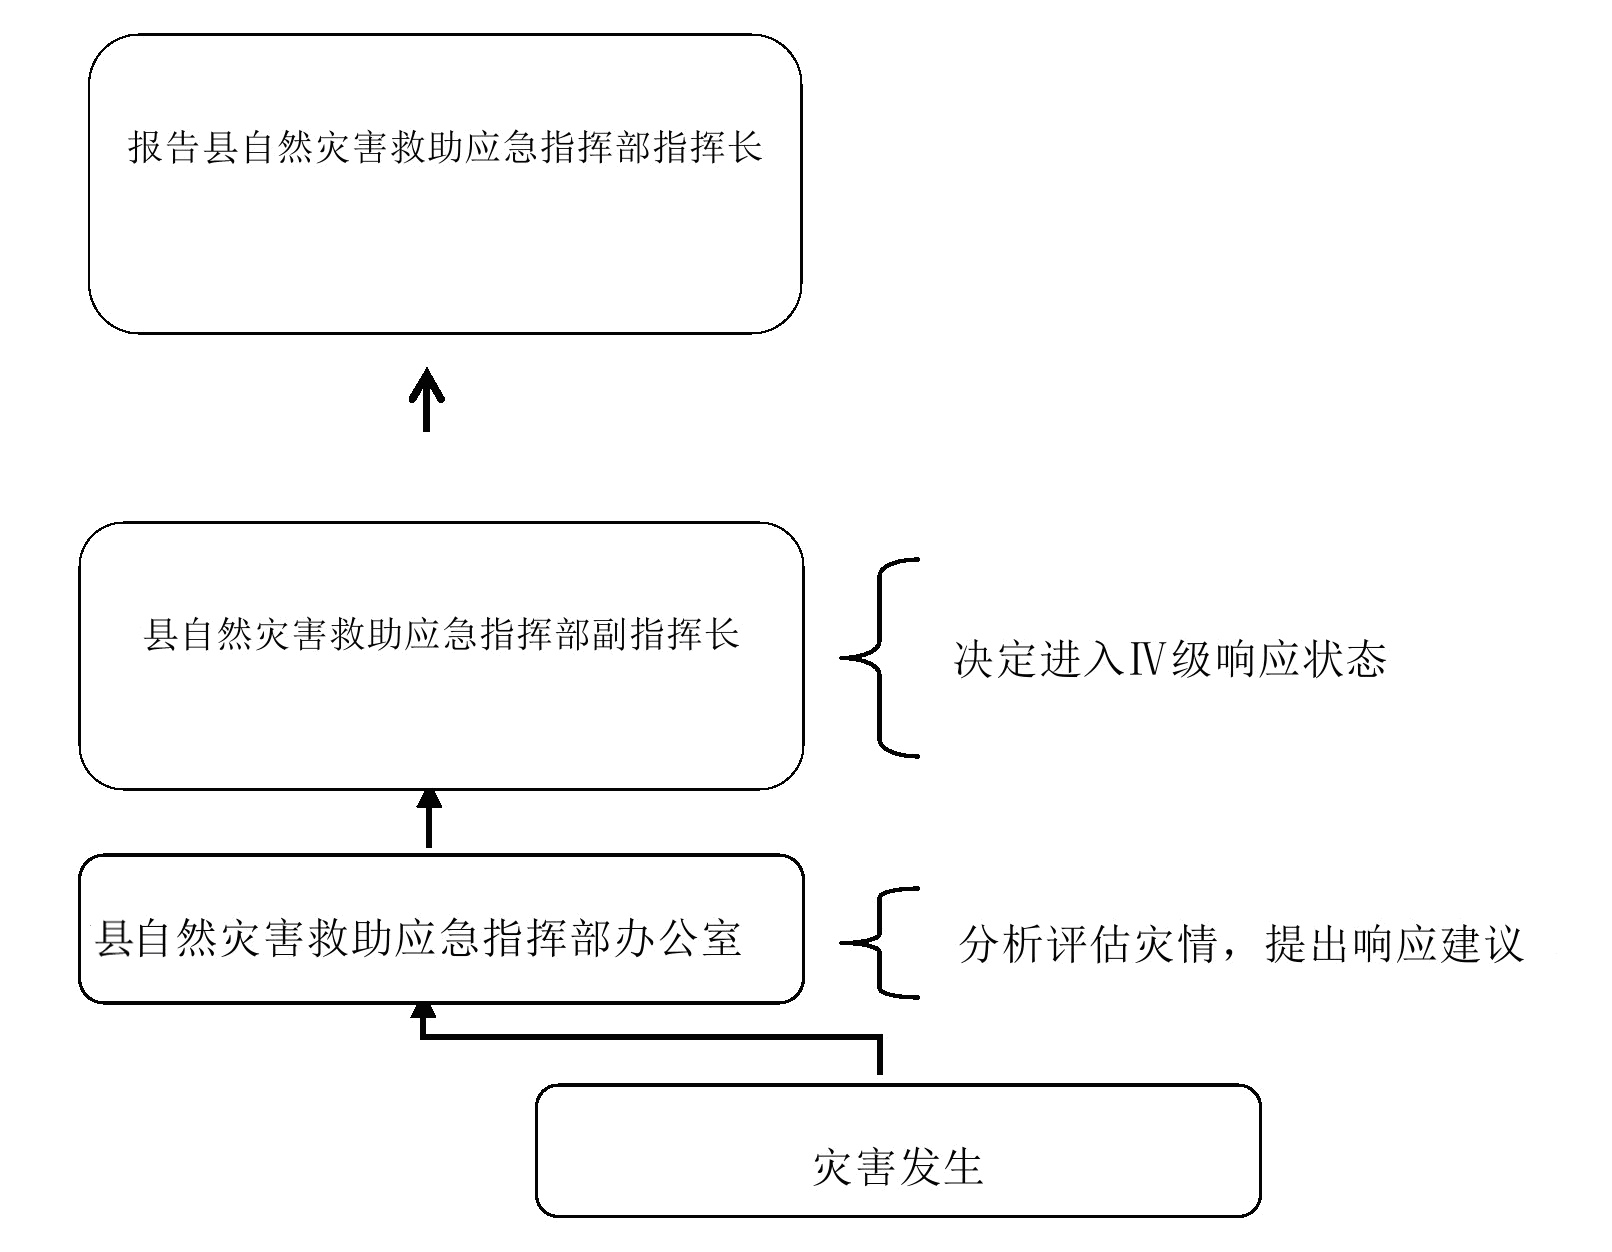 报告县自然灾害救助应急指挥部指挥长
县自然灾害救助应急指挥部副指挥长
决定进入Ⅳ级响应状态
县自然灾害救助应急指挥部办公室
分析评估灾情，提出响应建议
灾害发生